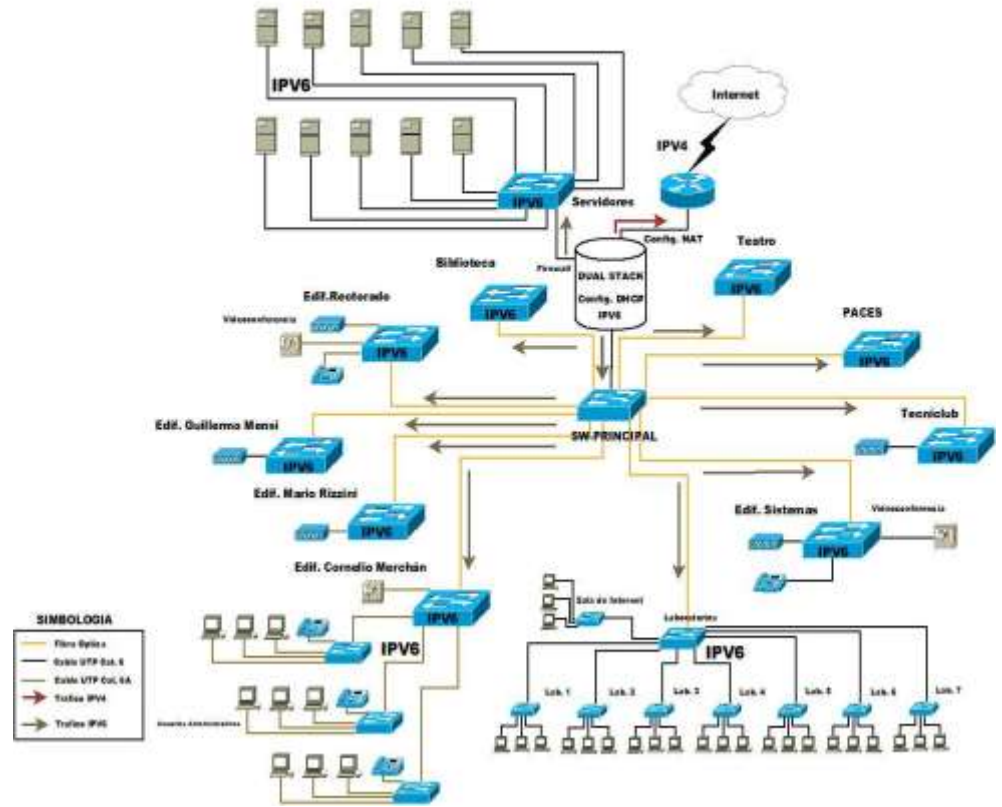 IPV6
Internet
IPV4
IPV6
Servidores
Config. NAT
Teatro
Firewall
Biblioteca
DUAL STACK
Config. DHCP
IPV6
IPV6
IPV6
Edif.Rectorado
Videoconferencia
PACES
IPV6
IPV6
SW-PRINCIPAL
Tecniclub
Edif. Guillermo Mensi
IPV6
IPV6
Edif. Mario Rizzini
Edif. Sistemas
Videoconferencia
IPV6
IPV6
Edif. Cornelio Merchán
Sala de Internet
Laboratorios
IPV6
IPV6
IPV6
SIMBOLOGIA
Fibra Optica
Cable UTP Cat. 6
Cable UTP Cat. 6A
Trafico IPV4
Trafico IPV6
Lab. 1
Lab. 2
Lab. 3
Lab. 4
Lab. 5
Lab. 6
Lab. 7